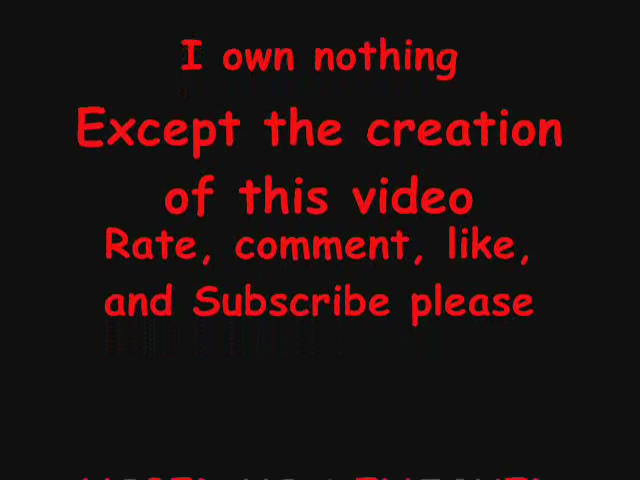 I own nothing
Except the creation
of this video
Rate, comment, like,
and Subscribe please